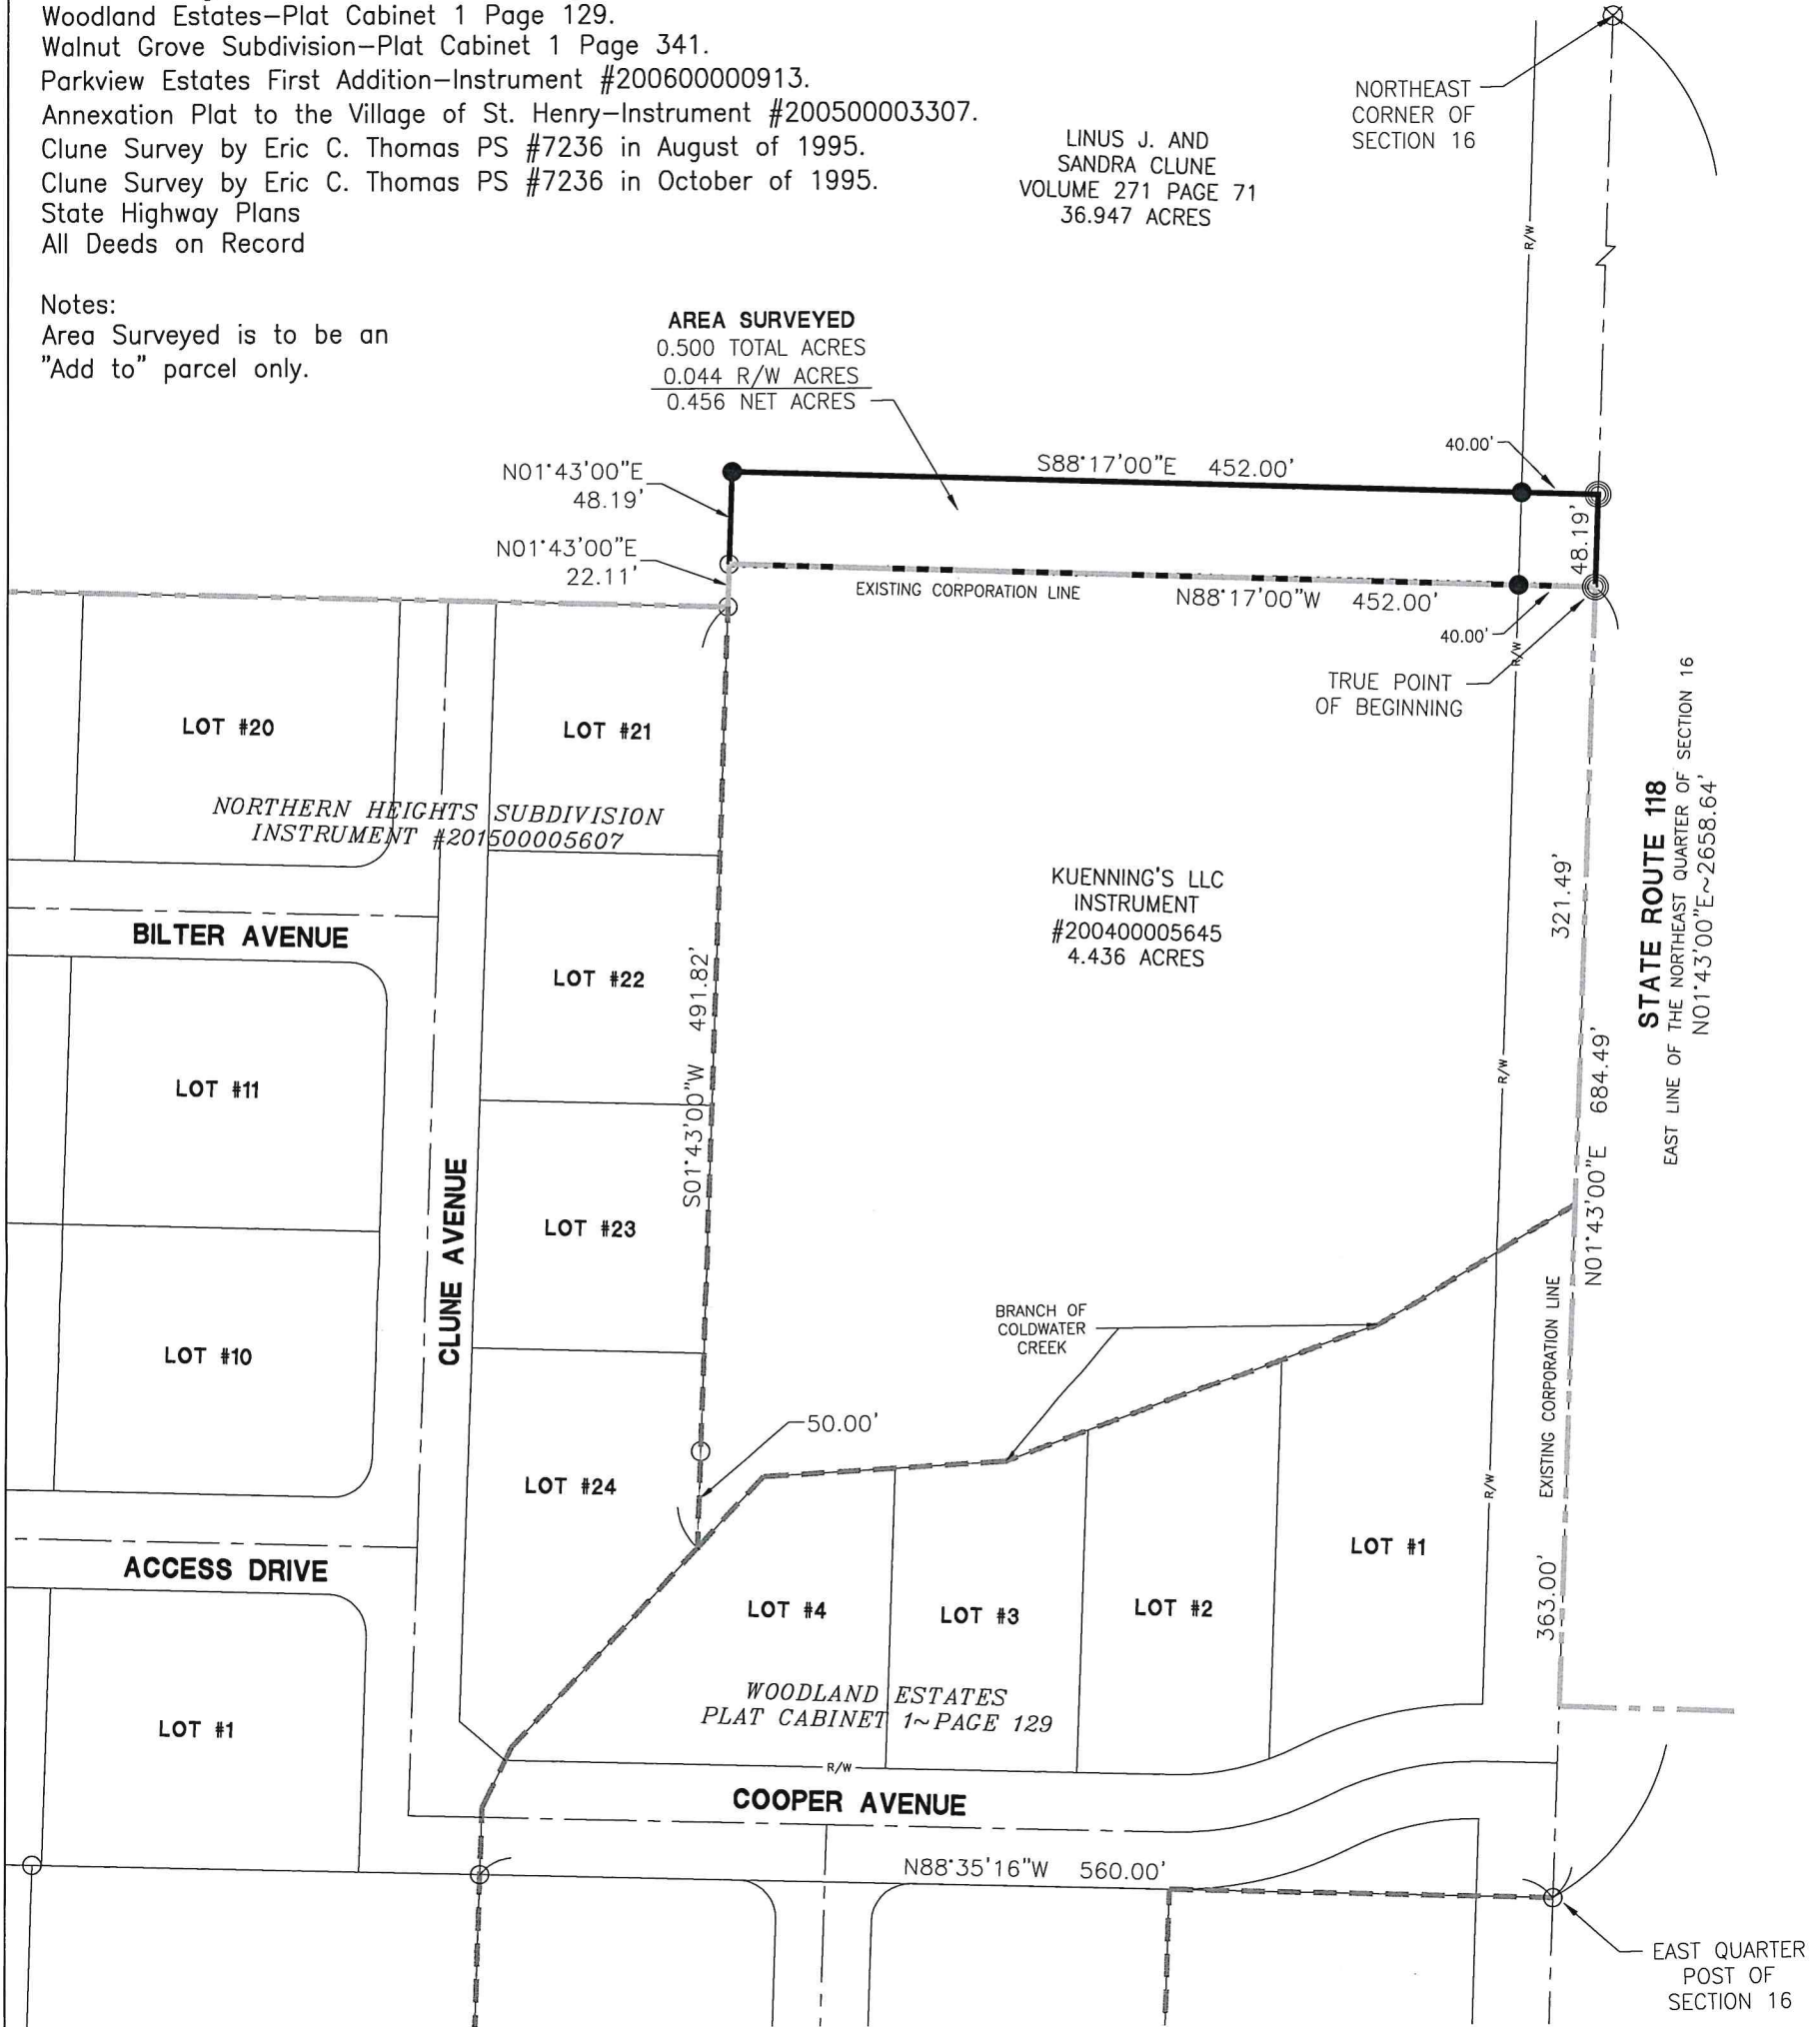 Woodland Estates-Plat Cabinet 1 Page 129.
Walnut Grove Subdivision-Plat Cabinet 1 Page 341.
Parkview Estates First Addition-Instrument #200600000913.
Annexation Plat to the Village of St. Henry-Instrument #200500003307.
Clune Survey by Eric C. Thomas PS #7236 in August of 1995.
Clune Survey by Eric C. Thomas PS #7236 in October of 1995.
State Highway Plans
All Deeds on Record
Notes:
Area Surveyed is to be an
"Add to" parcel only.
LINUS J. AND
SANDRA CLUNE
VOLUME 271 PAGE 71
36.947 ACRES
NORTHEAST
CORNER OF
SECTION 16
R/W
AREA SURVEYED
0.500 TOTAL ACRES
0.044 R/W ACRES
0.456 NET ACRES
N01°43'00"E
48.19'
S88°17'00"E 452.00'
40.00'
48.19'
N01°43'00"E
22.11'
EXISTING CORPORATION LINE
N88°17'00"W 452.00'
40.00'
R/W
TRUE POINT
OF BEGINNING
LOT #20
LOT #21
NORTHERN HEIGHTS SUBDIVISION
INSTRUMENT #201500005607
BILTER AVENUE
KUENNING'S LLC
INSTRUMENT
#200400005645
4.436 ACRES
321.49'
STATE ROUTE 118
EAST LINE OF THE NORTHEAST QUARTER OF SECTION 16
N01°43'00"E~2658.64'
LOT #22
S01°43'00"W 491.82'
LOT #11
R/W
N01°43'00"E 684.49'
CLUNE AVENUE
LOT #23
LOT #10
BRANCH OF
COLDWATER
CREEK
EXISTING CORPORATION LINE
50.00'
LOT #24
R/W
ACCESS DRIVE
LOT #4
LOT #3
LOT #2
LOT #1
363.00'
WOODLAND ESTATES
PLAT CABINET 1~PAGE 129
LOT #1
R/W
COOPER AVENUE
N88°35'16"W 560.00'
EAST QUARTER
POST OF
SECTION 16